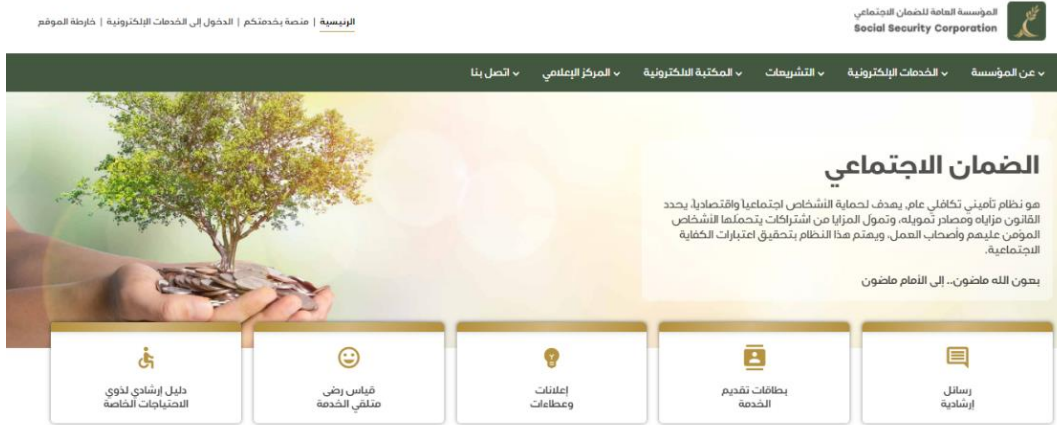 المؤسسة العامة للضمان الاجتماعي
Social Security Corporation
الرئيسية | منصة بخدمتكم | الدخول إلى الخدمات الإلكترونية | خارطة الموقع
عن المؤسسة
الخدمات الإلكترونية
التشريعات
المكتبة الالكترونية
المركز الإعلامي
اتصل بنا
الضمان الاجتماعي
هو نظام تأميني تكافلي عام، يهدف لحماية الأشخاص اجتماعياً واقتصادياً، يحدد
القانون مزاياه ومصادر تمويله، وتموّل المزايا من اشتراكات يتحملها الأشخاص
المؤمن عليهم وأصحاب العمل، ويهتم هذا النظام بتحقيق اعتبارات الكفاية
الاجتماعية.
بعون الله ماضون.. إلى الأمام ماضون
رسائل
إرشادية
بطاقات تقديم
الخدمة
إعلانات
وعطاءات
قياس رضى
متلقي الخدمة
دليل إرشادي لذوي
الاحتياجات الخاصة